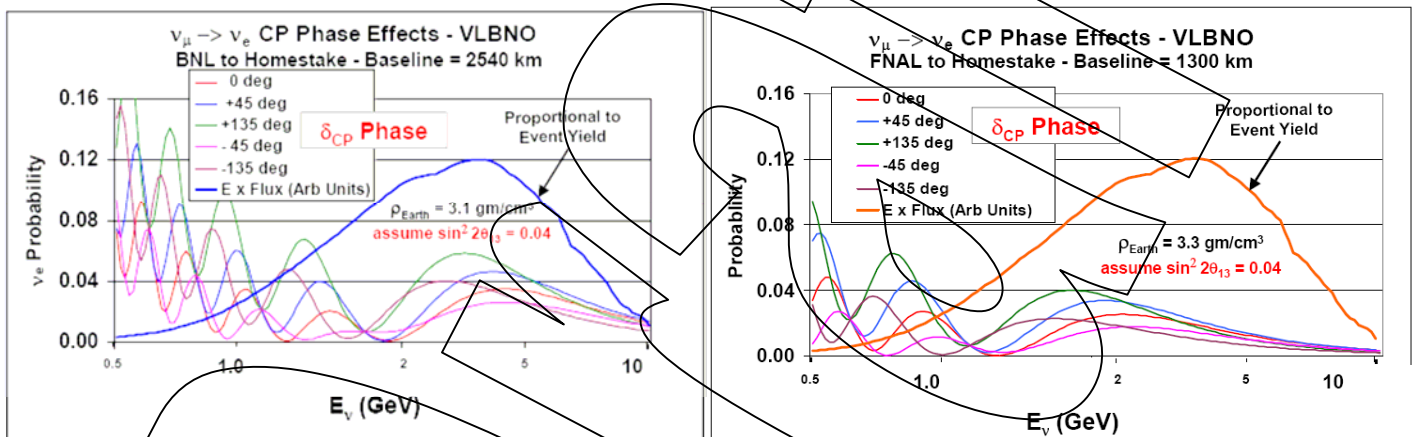 νμ –> νe CP Phase Effects - VLBNO
BNL to Homestake - Baseline = 2540 km
0 deg
+45 deg
+135 deg
- 45 deg
-135 deg
E x Flux (Arb Units)
δCP Phase
Proportional to
Event Yield
ρEarth = 3.1 gm/cm³
assume sin² 2θ13 = 0.04
νe Probability
0.16
0.12
0.08
0.04
0.00
0.5
1.0
2
5
10
Eν (GeV)
νμ –> νe CP Phase Effects - VLBNO
FNAL to Homestake - Baseline = 1300 km
0 deg
+45 deg
+135 deg
-45 deg
-135 deg
E x Flux (Arb Units)
δCP Phase
Proportional to
Event Yield
ρEarth = 3.3 gm/cm³
assume sin² 2θ13 = 0.04
Probability
0.16
0.12
0.08
0.04
0.00
0.5
1.0
2
5
10
Eν (GeV)